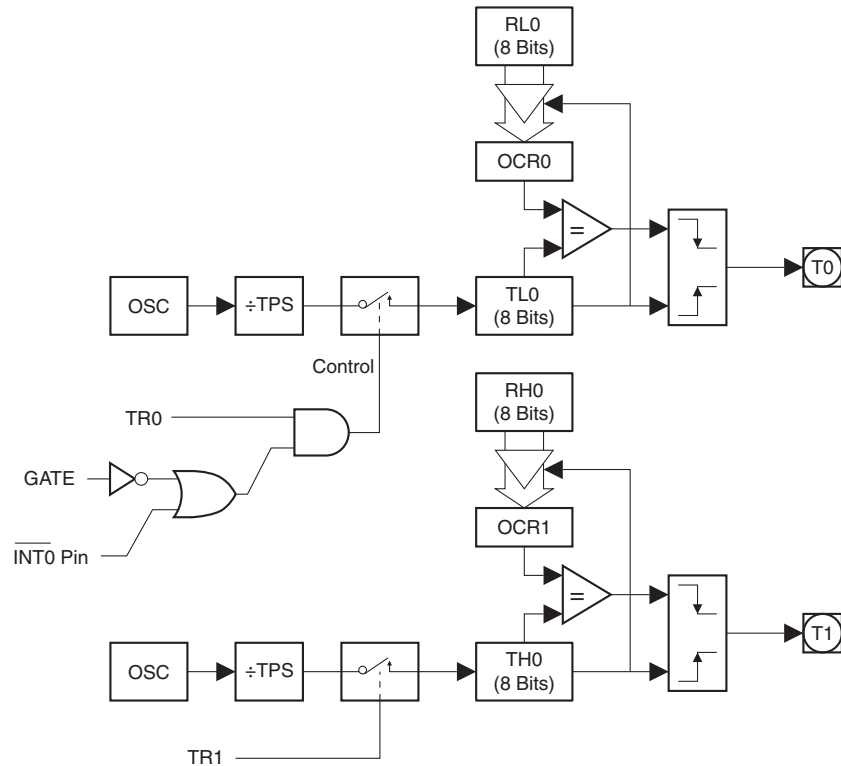 RL0
(8 Bits)
OCR0
=
T0
OSC
÷TPS
TL0
(8 Bits)
Control
TR0
RH0
(8 Bits)
GATE
OCR1
INT0 Pin
=
T1
OSC
÷TPS
TH0
(8 Bits)
TR1